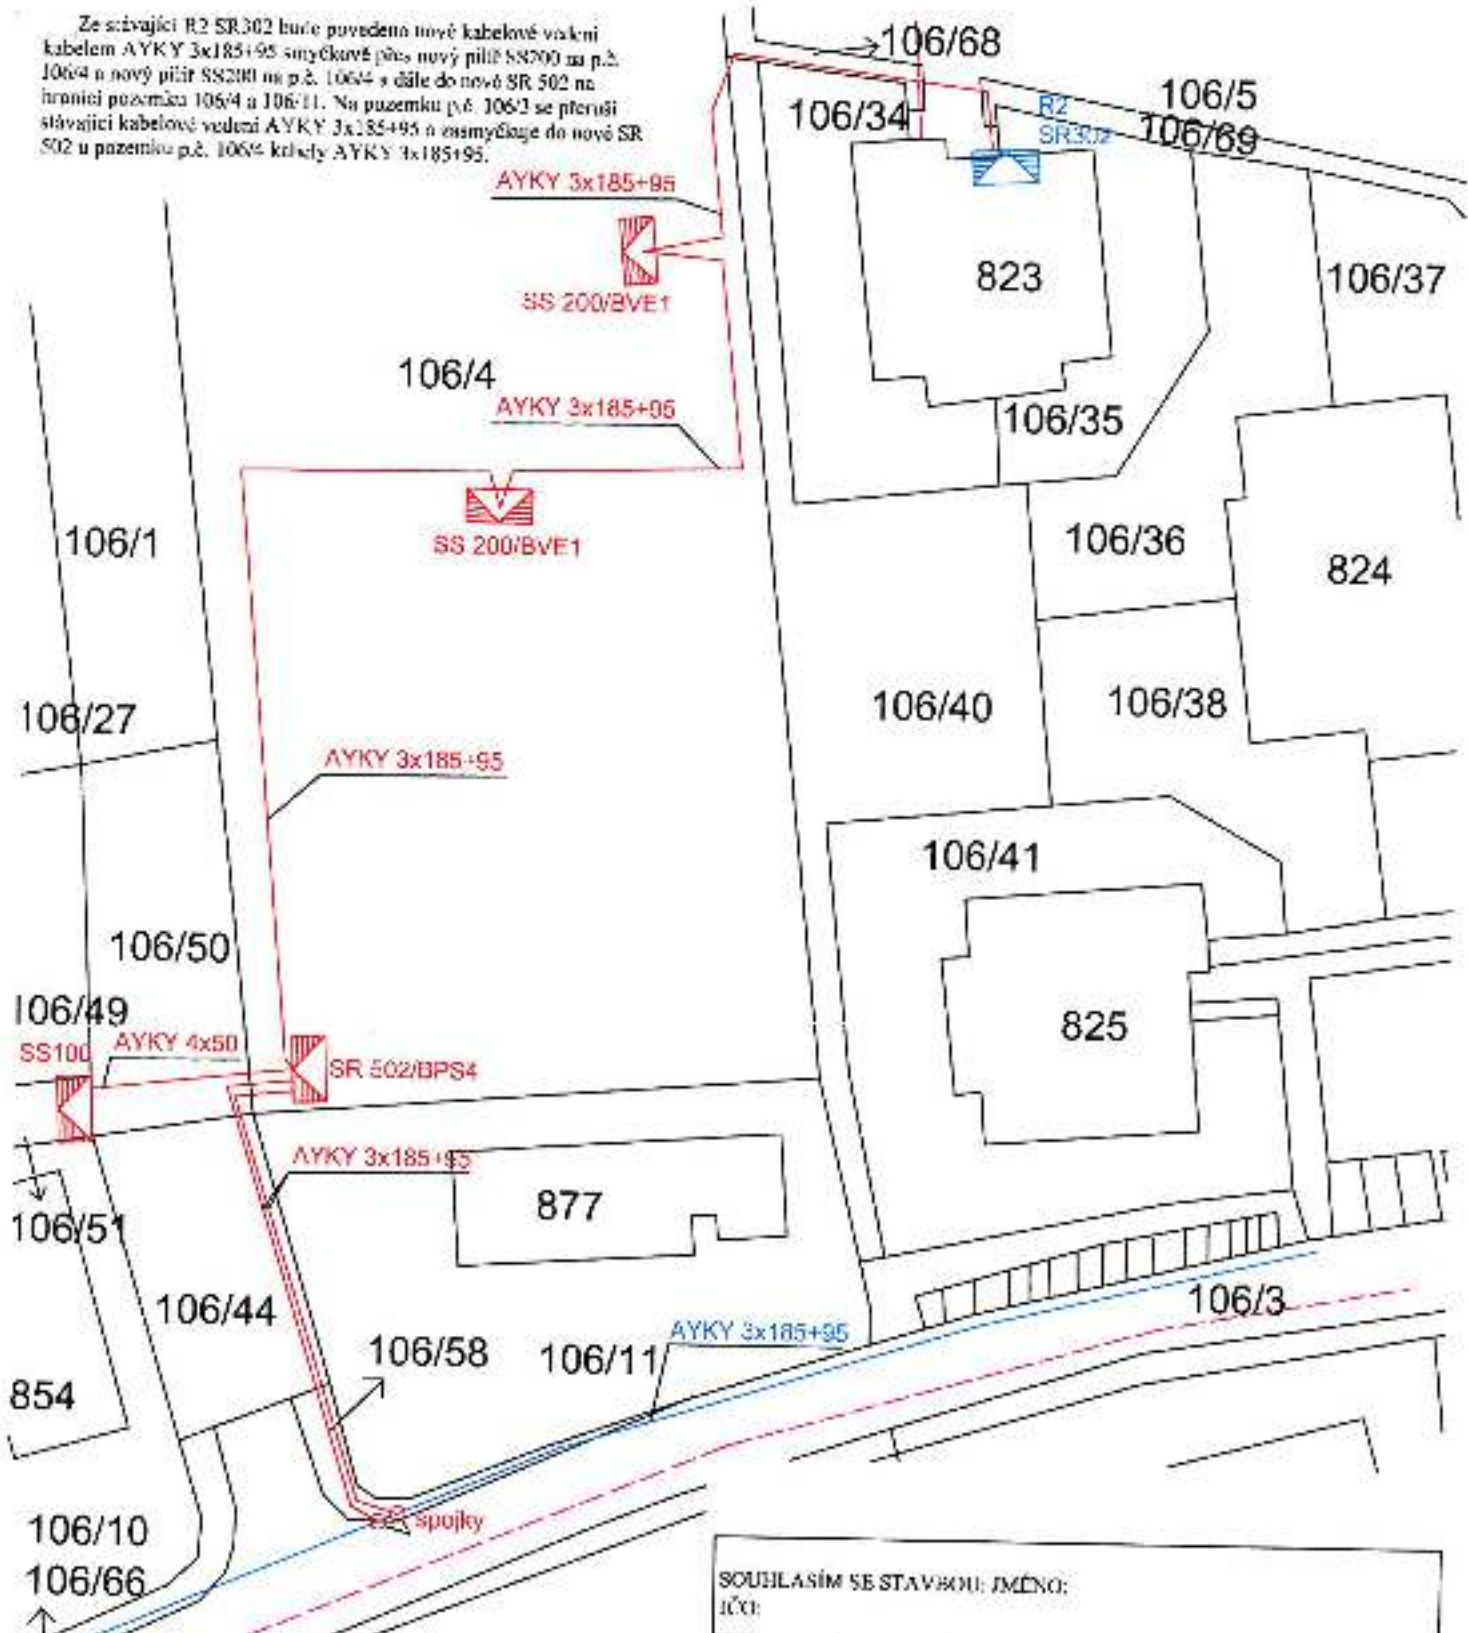 Ze stávající R2 SR302 bude povedeno nové kabelové vedení
kabelem AYKY 3x185+95 smyčkově přes nový pilíř SS200 na p.č.
106/4 a nový pilíř SS200 na p.č. 106/4 a dále do nové SR 502 na
hranici pozemku 106/4 a 106/11. Na pozemku p.č. 106/3 se přeruší
stávající kabelové vedení AYKY 3x185+95 a zasmyčkuje do nové SR
502 u pozemku p.č. 106/4 kabely AYKY 3x185+95.
106/68
106/5
R2
SR302
106/34
106/69
AYKY 3x185+95
823
106/37
SS 200/BVE1
106/4
AYKY 3x185+95
106/35
106/1
SS 200/BVE1
106/36
824
106/27
106/40
106/38
AYKY 3x185+95
106/41
106/50
106/49
825
SS100
AYKY 4x50
SR 502/BPS4
AYKY 3x185+95
877
106/51
106/44
106/3
AYKY 3x185+95
106/58
106/11
854
106/10
spojky
106/66
SOUHLASÍM SE STAVBOU: JMÉNO:
IČO: